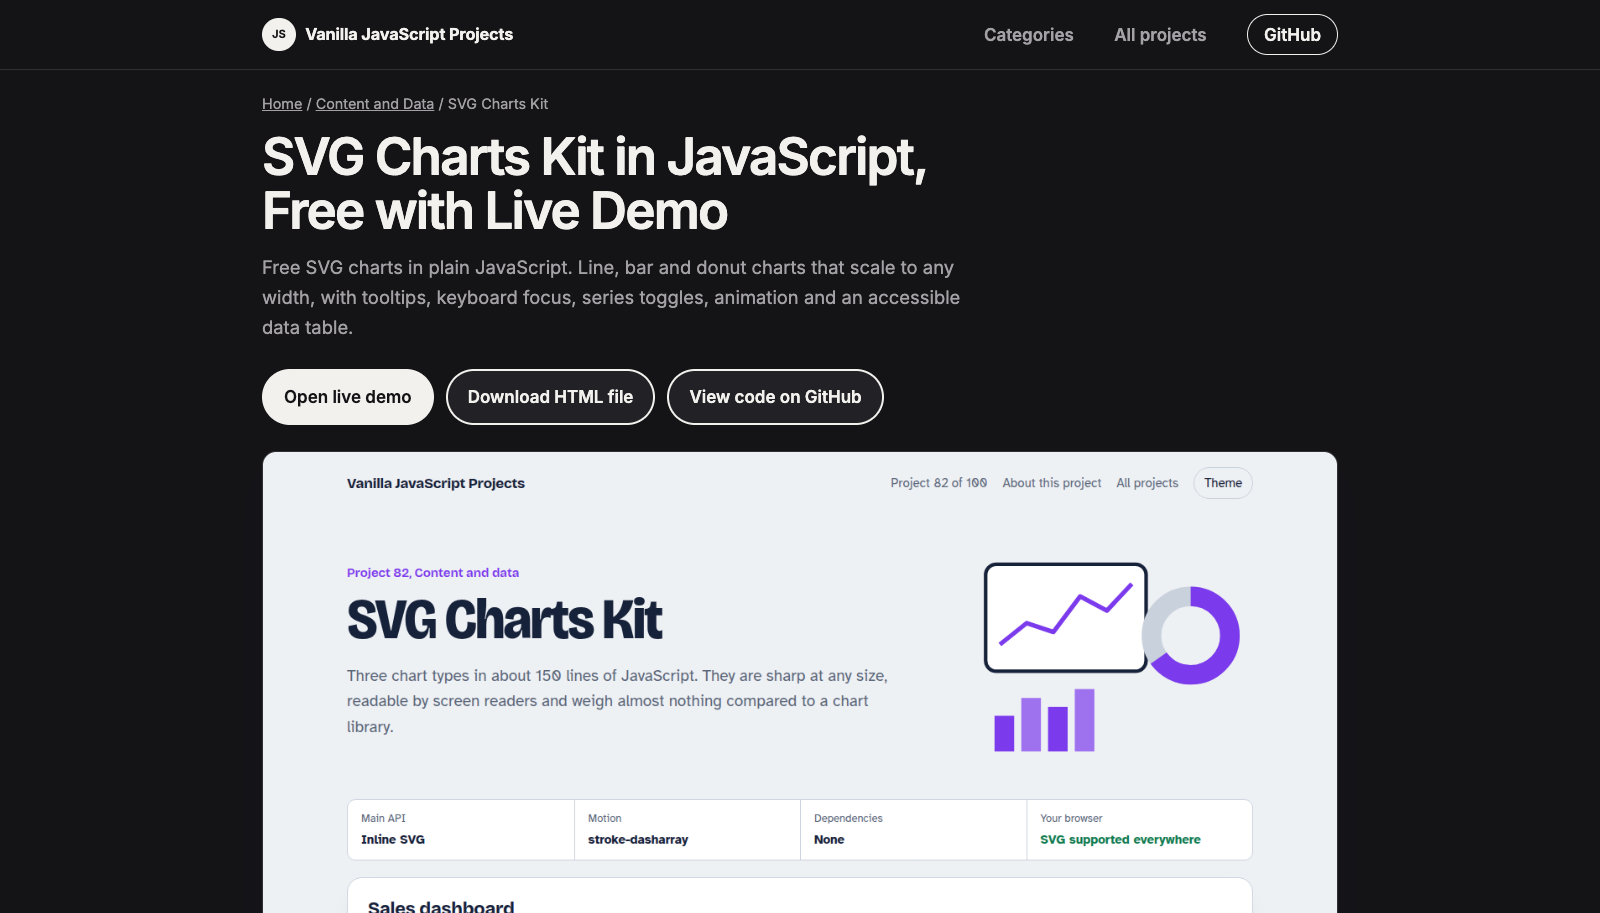 JS
Vanilla JavaScript Projects
Categories
All projects
GitHub
Home / Content and Data / SVG Charts Kit
SVG Charts Kit in JavaScript,
Free with Live Demo
Free SVG charts in plain JavaScript. Line, bar and donut charts that scale to any
width, with tooltips, keyboard focus, series toggles, animation and an accessible
data table.
Open live demo
Download HTML file
View code on GitHub
Vanilla JavaScript Projects
Project 82 of 100
About this project
All projects
Theme
Project 82, Content and data
SVG Charts Kit
Three chart types in about 150 lines of JavaScript. They are sharp at any size,
readable by screen readers and weigh almost nothing compared to a chart
library.
Main API
Inline SVG
Motion
stroke-dasharray
Dependencies
None
Your browser
SVG supported everywhere
Sales dashboard